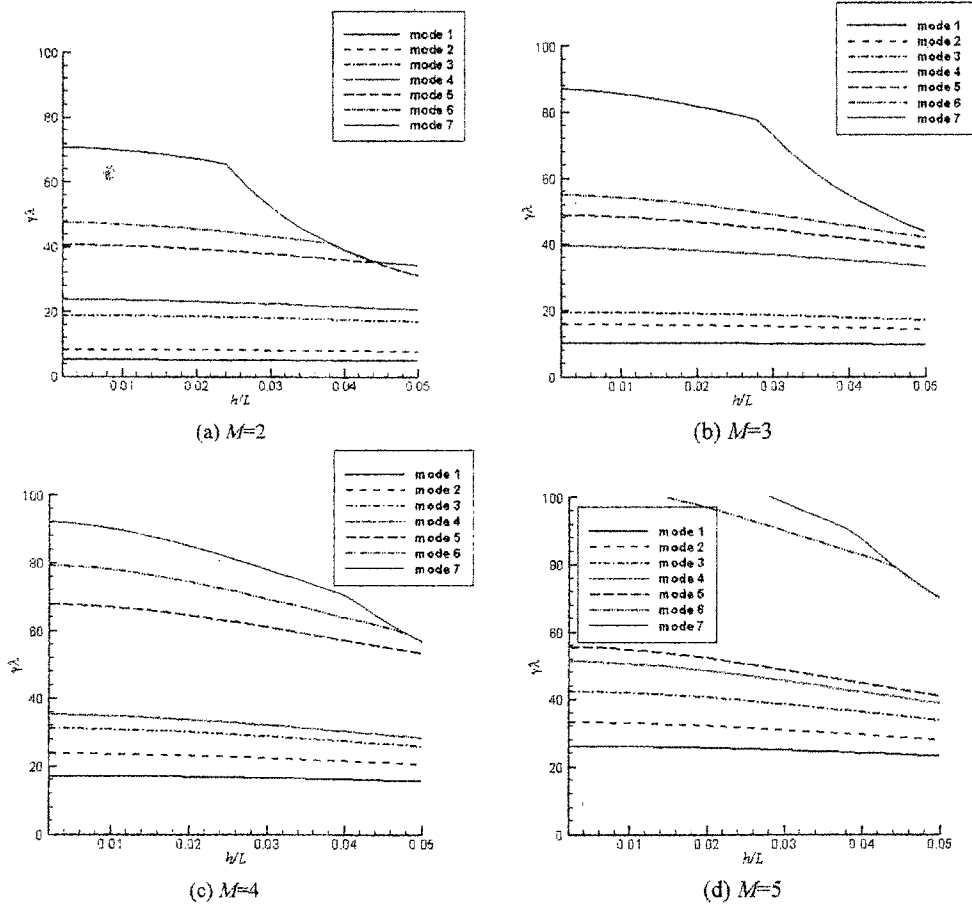 mode 1
mode 2
mode 3
mode 4
mode 5
mode 6
mode 7
100
80
60
γλ
40
20
0
0.01
0.02
0.03
0.04
0.05
h/L
(a) M=2
mode 1
mode 2
mode 3
mode 4
mode 5
mode 6
mode 7
100
80
60
γλ
40
20
0
0.01
0.02
0.03
0.04
0.05
h/L
(b) M=3
mode 1
mode 2
mode 3
mode 4
mode 5
mode 6
mode 7
100
80
60
γλ
40
20
0
0.01
0.02
0.03
0.04
0.05
h/L
(c) M=4
mode 1
mode 2
mode 3
mode 4
mode 5
mode 6
mode 7
100
80
60
γλ
40
20
0
0.01
0.02
0.03
0.04
0.05
h/L
(d) M=5